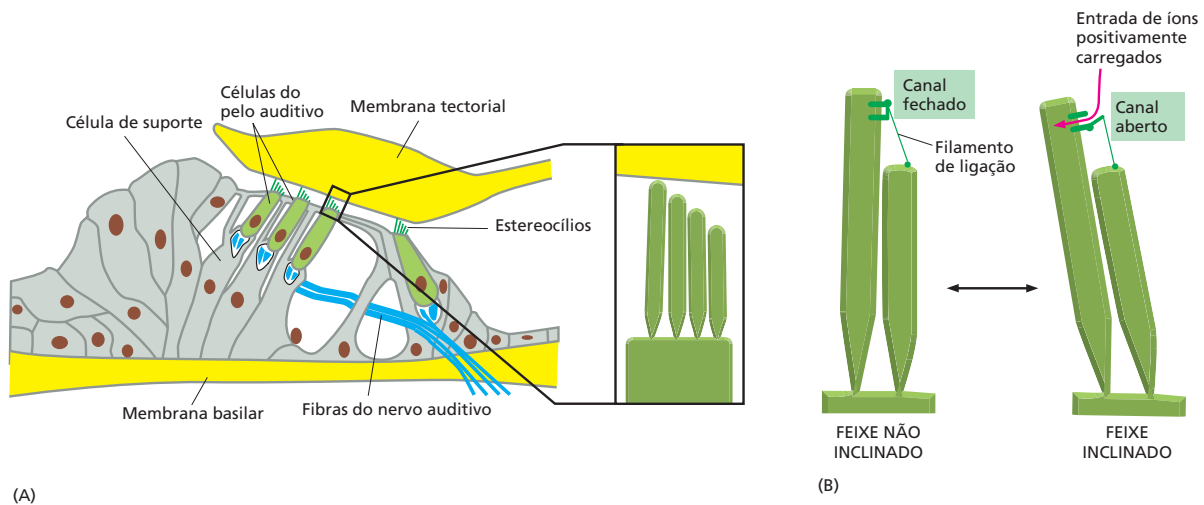 Células do
pelo auditivo
Membrana tectorial
Célula de suporte
Estereocílios
Membrana basilar
Fibras do nervo auditivo
(A)
Entrada de íons
positivamente
carregados
Canal
fechado
Canal
aberto
Filamento
de ligação
FEIXE NÃO
INCLINADO
FEIXE
INCLINADO
(B)